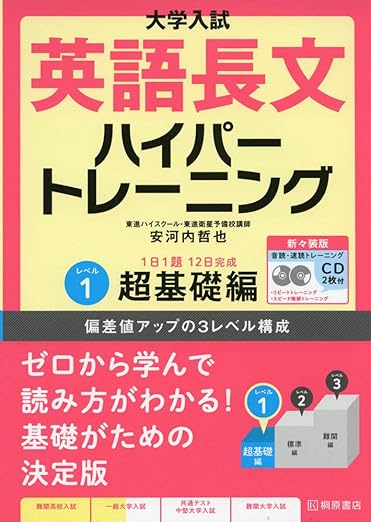 大学入試
英語長文
ハイパー
トレーニング
東進ハイスクール・東進衛星予備校講師
安河内哲也
新々装版
音読・速読トレーニング
CD
2枚付
・リピートトレーニング
・スピード読解トレーニング
1日1題 12日完成
レベル
1
超基礎編
偏差値アップの3レベル構成
ゼロから学んで
読み方がわかる!
基礎がための
決定版
レベル
1
超基礎
編
レベル
2
標準
編
レベル
3
難関
編
桐原書店
難関高校入試
一般大学入試
共通テスト
中堅大学入試
難関大学入試